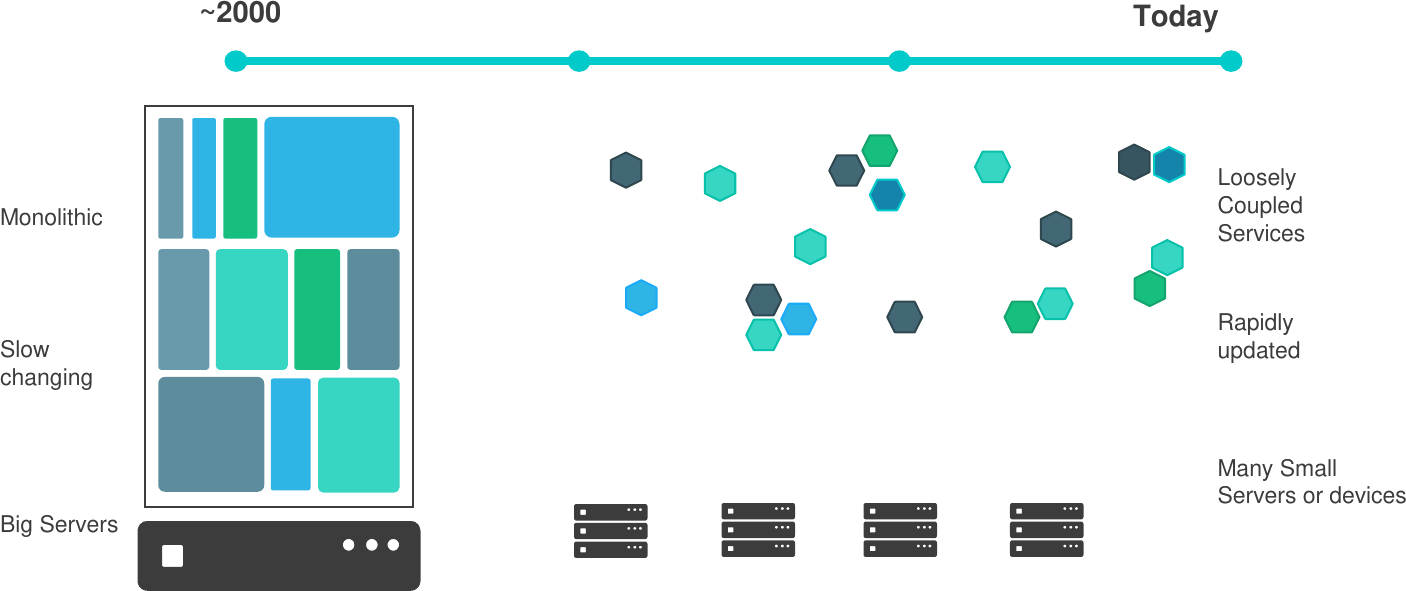 ~2000
Today
Monolithic
Slow
changing
Big Servers
Loosely
Coupled
Services
Rapidly
updated
Many Small
Servers or devices